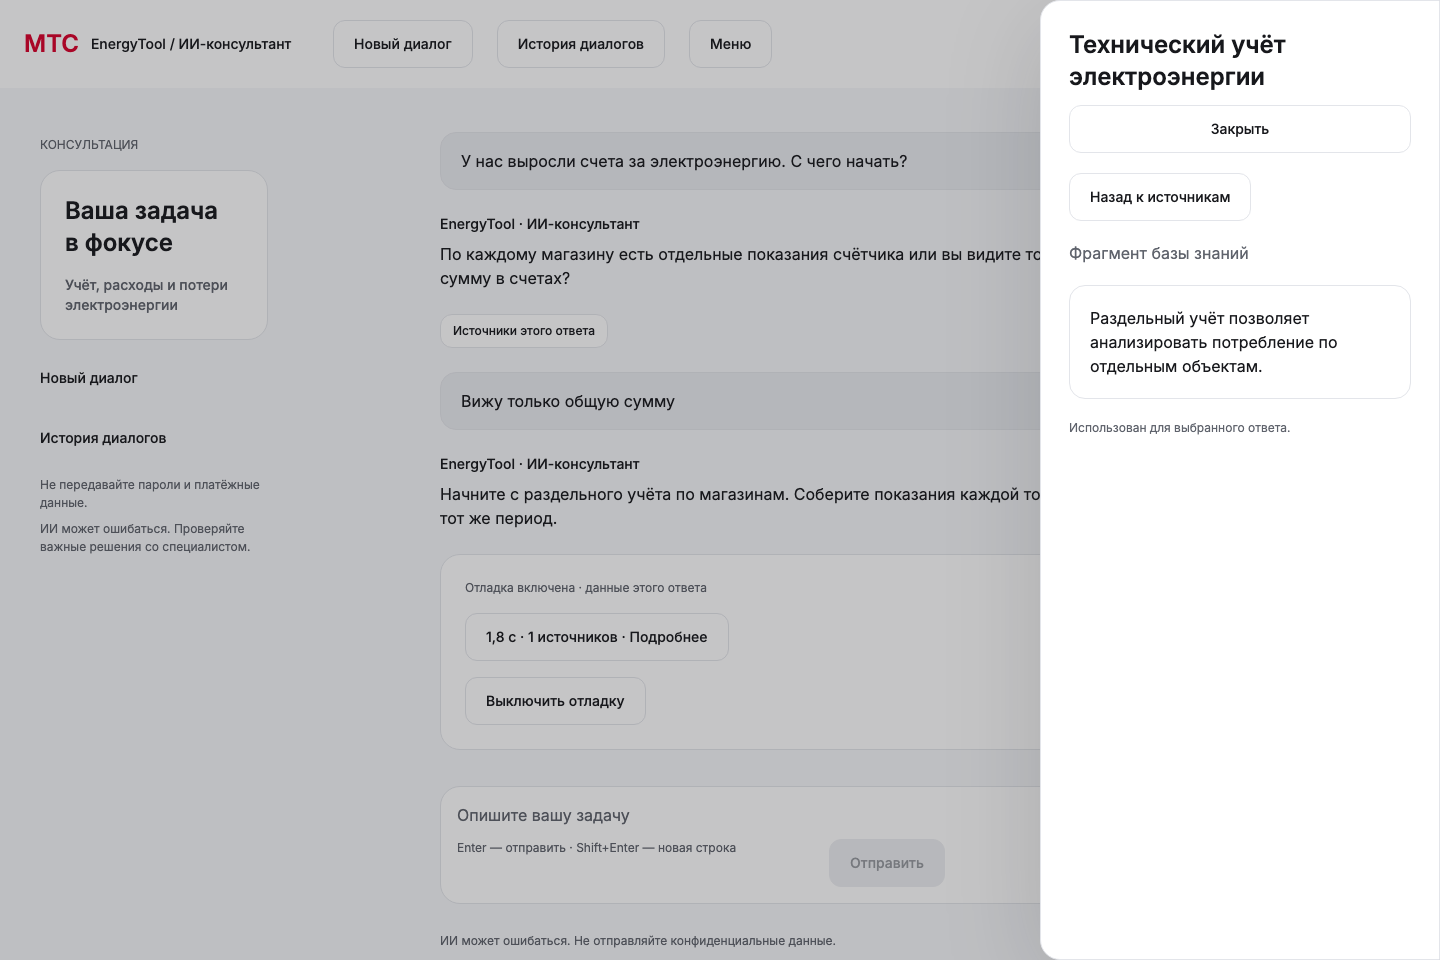 МТС EnergyTool / ИИ-консультант
Новый диалог
История диалогов
Меню
КОНСУЛЬТАЦИЯ
Ваша задача
в фокусе
Учёт, расходы и потери
электроэнергии
Новый диалог
История диалогов
Не передавайте пароли и платёжные
данные.
ИИ может ошибаться. Проверяйте
важные решения со специалистом.
У нас выросли счета за электроэнергию. С чего начать?
EnergyTool · ИИ-консультант
По каждому магазину есть отдельные показания счётчика или вы видите
сумму в счетах?
Источники этого ответа
Вижу только общую сумму
EnergyTool · ИИ-консультант
Начните с раздельного учёта по магазинам. Соберите показания каждой
тот же период.
Отладка включена · данные этого ответа
1,8 с · 1 источников · Подробнее
Выключить отладку
Опишите вашу задачу
Enter — отправить · Shift+Enter — новая строка
Отправить
ИИ может ошибаться. Не отправляйте конфиденциальные данные.
Технический учёт
электроэнергии
Закрыть
Назад к источникам
Фрагмент базы знаний
Раздельный учёт позволяет
анализировать потребление по
отдельным объектам.
Использован для выбранного ответа.